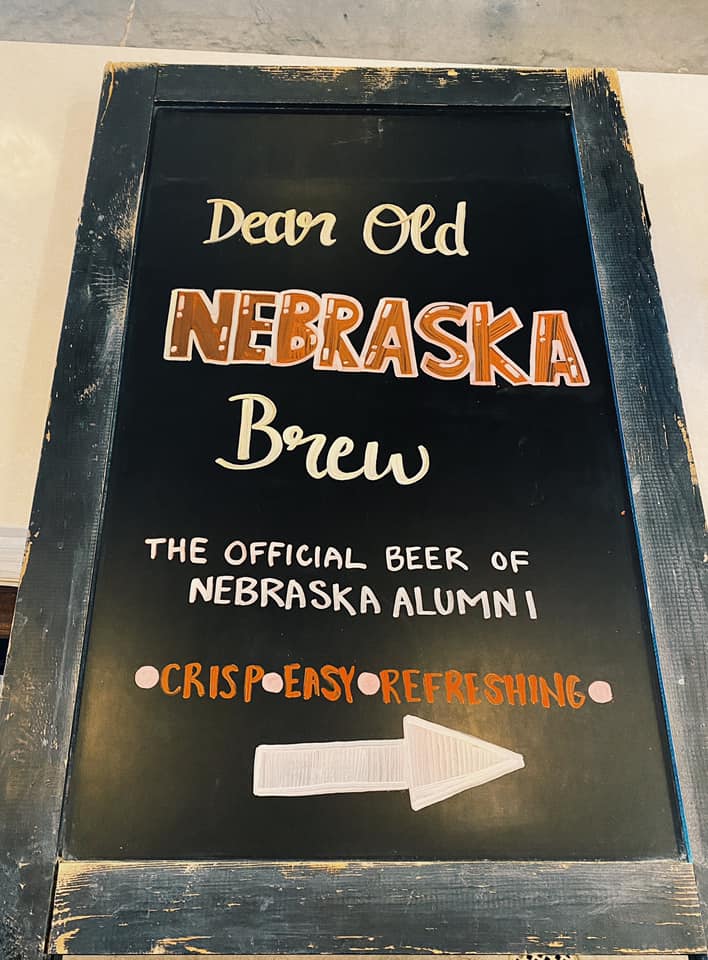 Dear Old
NEBRASKA
Brew
THE OFFICIAL BEER OF
NEBRASKA ALUMNI
•CRISP•EASY•REFRESHING•